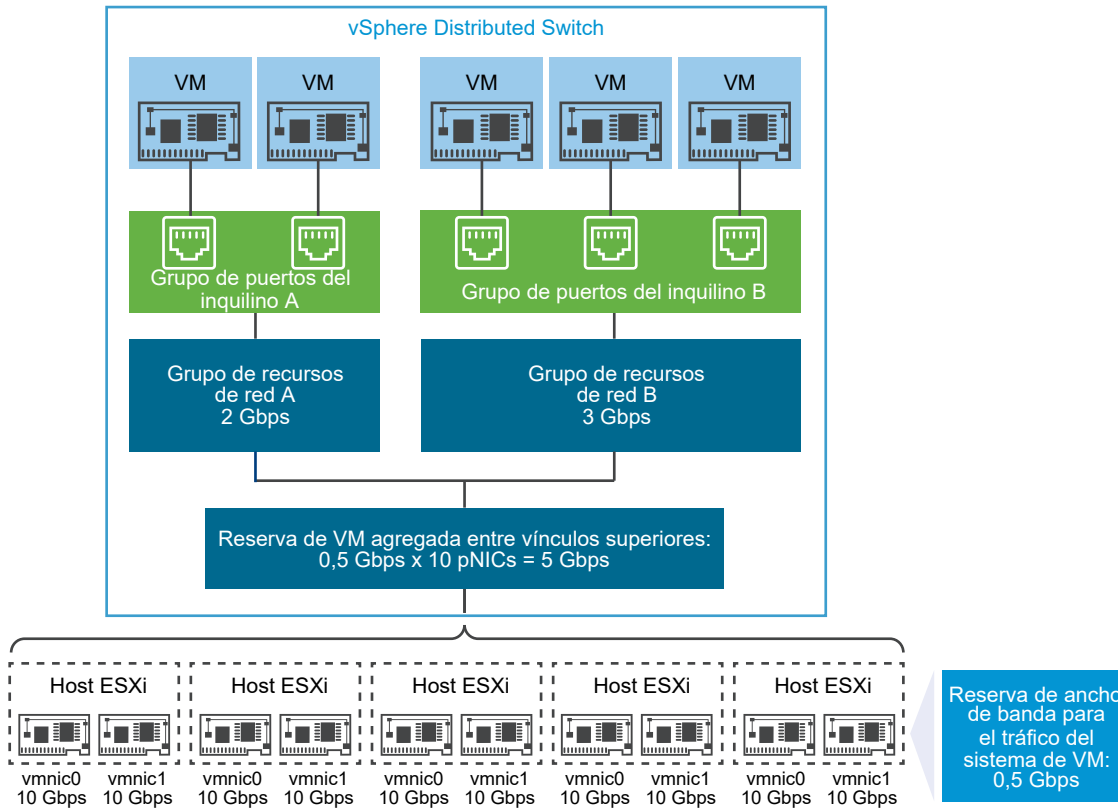 vSphere Distributed Switch
VM
VM
VM
VM
VM
Grupo de puertos del
inquilino A
Grupo de puertos del inquilino B
Grupo de recursos
de red A
2 Gbps
Grupo de recursos
de red B
3 Gbps
Reserva de VM agregada entre vínculos superiores:
0,5 Gbps x 10 pNICs = 5 Gbps
Host ESXi
Host ESXi
Host ESXi
Host ESXi
Host ESXi
vmnic0
10 Gbps
vmnic1
10 Gbps
vmnic0
10 Gbps
vmnic1
10 Gbps
vmnic0
10 Gbps
vmnic1
10 Gbps
vmnic0
10 Gbps
vmnic1
10 Gbps
vmnic0
10 Gbps
vmnic1
10 Gbps
Reserva de ancho
de banda para
el tráfico del
sistema de VM:
0,5 Gbps